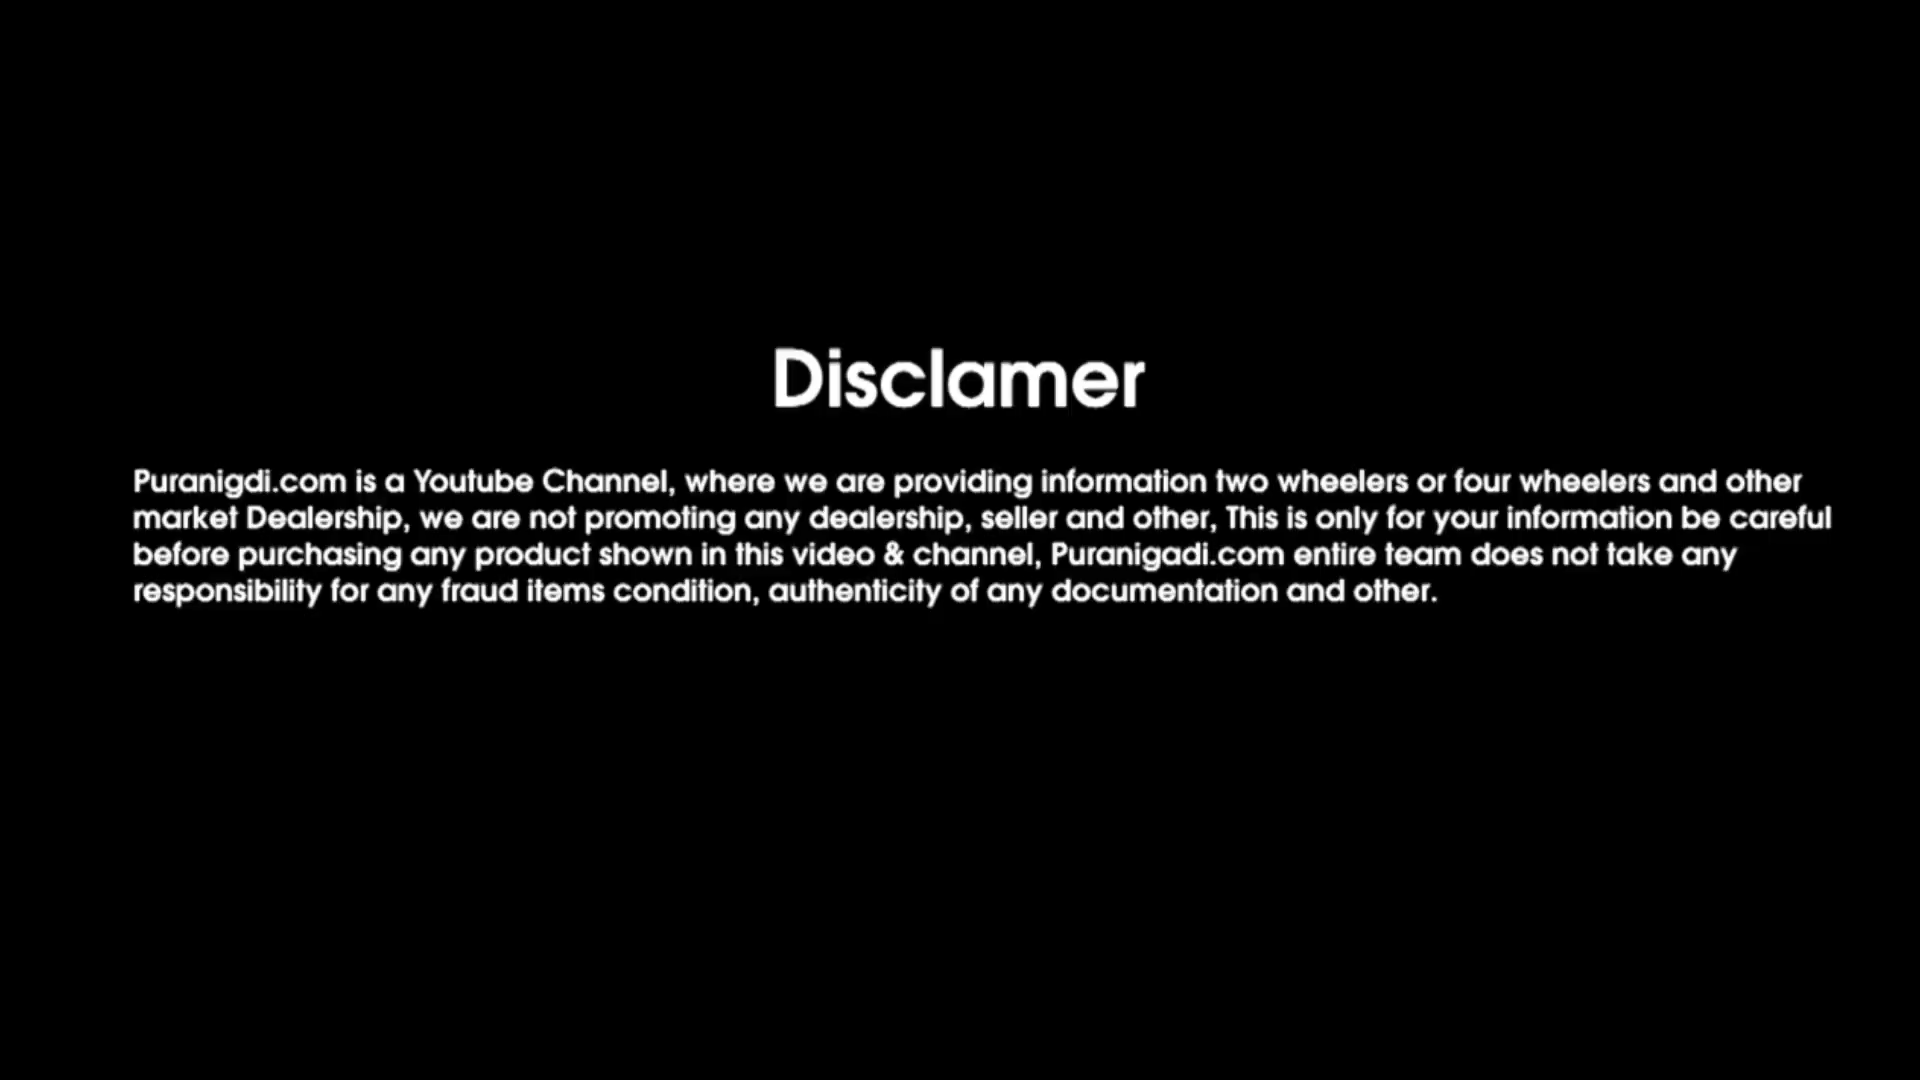 Disclamer
Puranigdi.com is a Youtube Channel, where we are providing information two wheelers or four wheelers and other
market Dealership, we are not promoting any dealership, seller and other, This is only for your information be careful
before purchasing any product shown in this video & channel, Puranigadi.com entire team does not take any
responsibility for any fraud items condition, authenticity of any documentation and other.